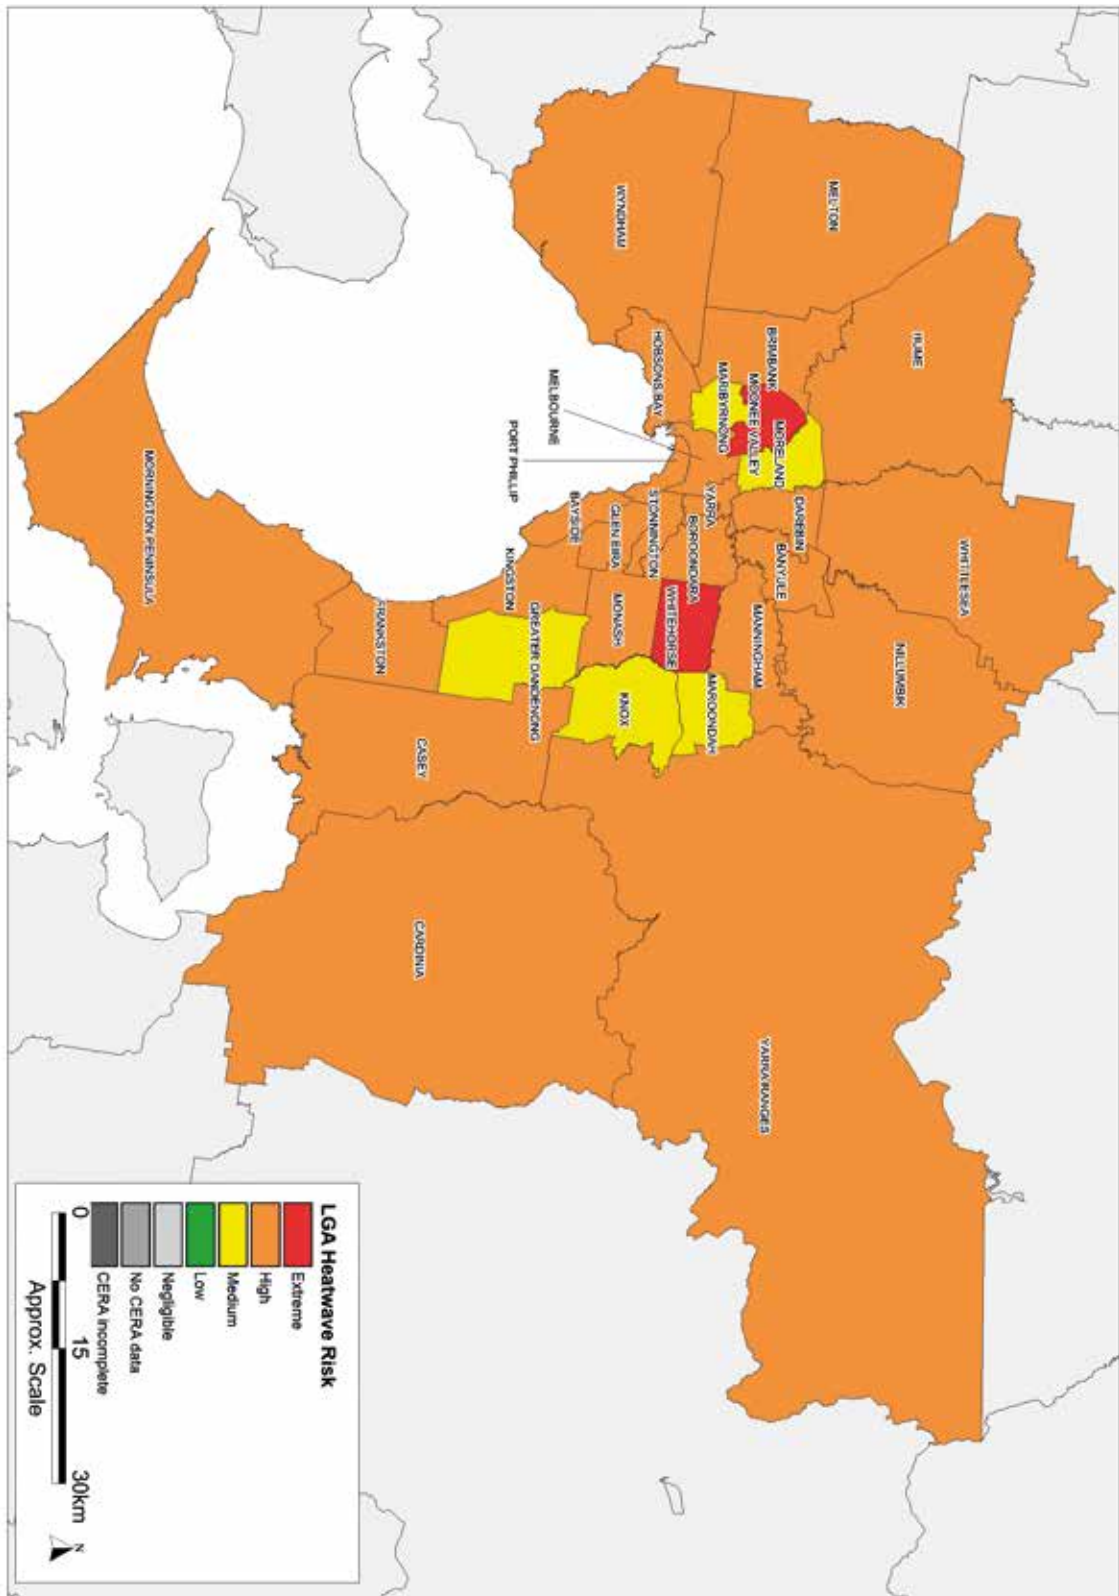 HUME
WHITTLESEA
MELTON
NILLUMBIK
MORELAND
DAREBIN
BANYULE
BRIMBANK
MOONEE VALLEY
MANNINGHAM
YARRA RANGES
MARIBYRNONG
YARRA
BOROONDARA
MAROONDAH
WHITEHORSE
HOBSONS BAY
STONNINGTON
WYNDHAM
GLEN EIRA
MONASH
KNOX
BAYSIDE
MELBOURNE
GREATER DANDENONG
PORT PHILLIP
KINGSTON
CASEY
CARDINIA
FRANKSTON
MORNINGTON PENINSULA
LGA Heatwave Risk
Extreme
High
Medium
Low
Negligible
No CERA data
CERA incomplete
0 15 30km
Approx. Scale
N